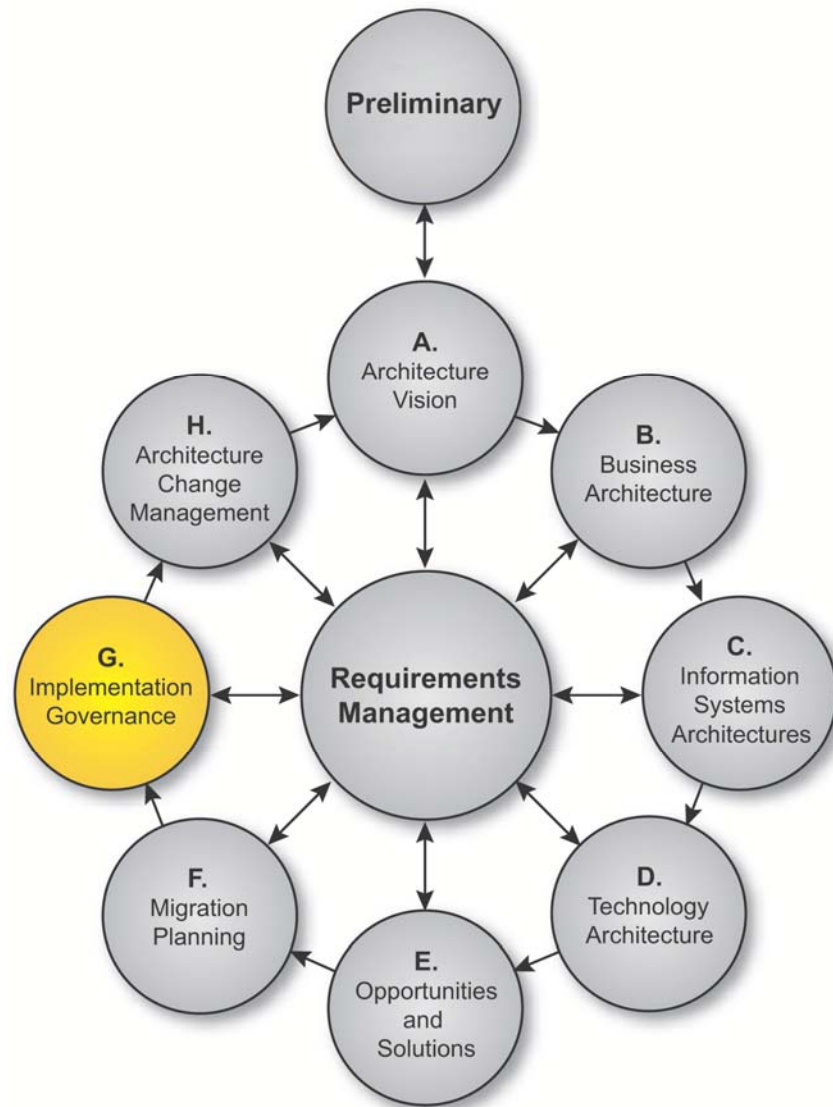 Preliminary
A.
Architecture
Vision
B.
Business
Architecture
C.
Information
Systems
Architectures
D.
Technology
Architecture
E.
Opportunities
and
Solutions
F.
Migration
Planning
G.
Implementation
Governance
H.
Architecture
Change
Management
Requirements
Management